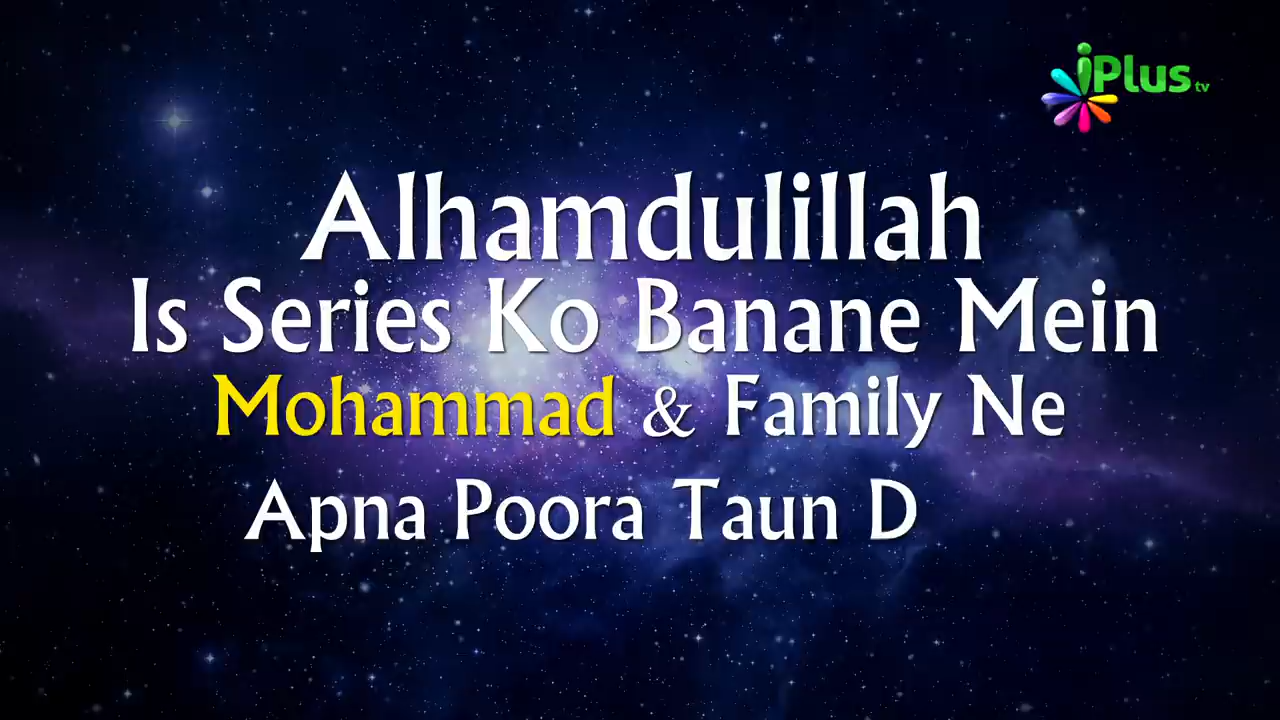 iPlus tv
Alhamdulillah
Is Series Ko Banane Mein
Mohammad & Family Ne
Apna Poora Taun D